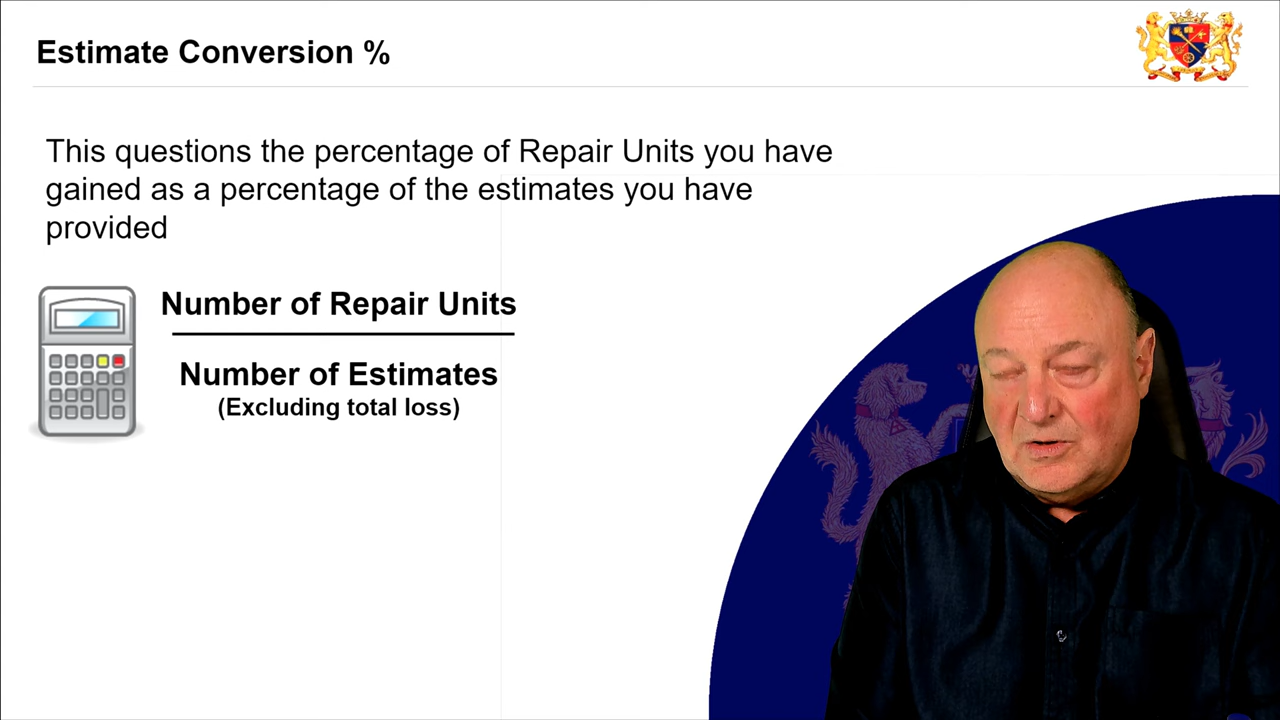 Estimate Conversion %
This questions the percentage of Repair Units you have
gained as a percentage of the estimates you have
provided
Number of Repair Units
Number of Estimates
(Excluding total loss)